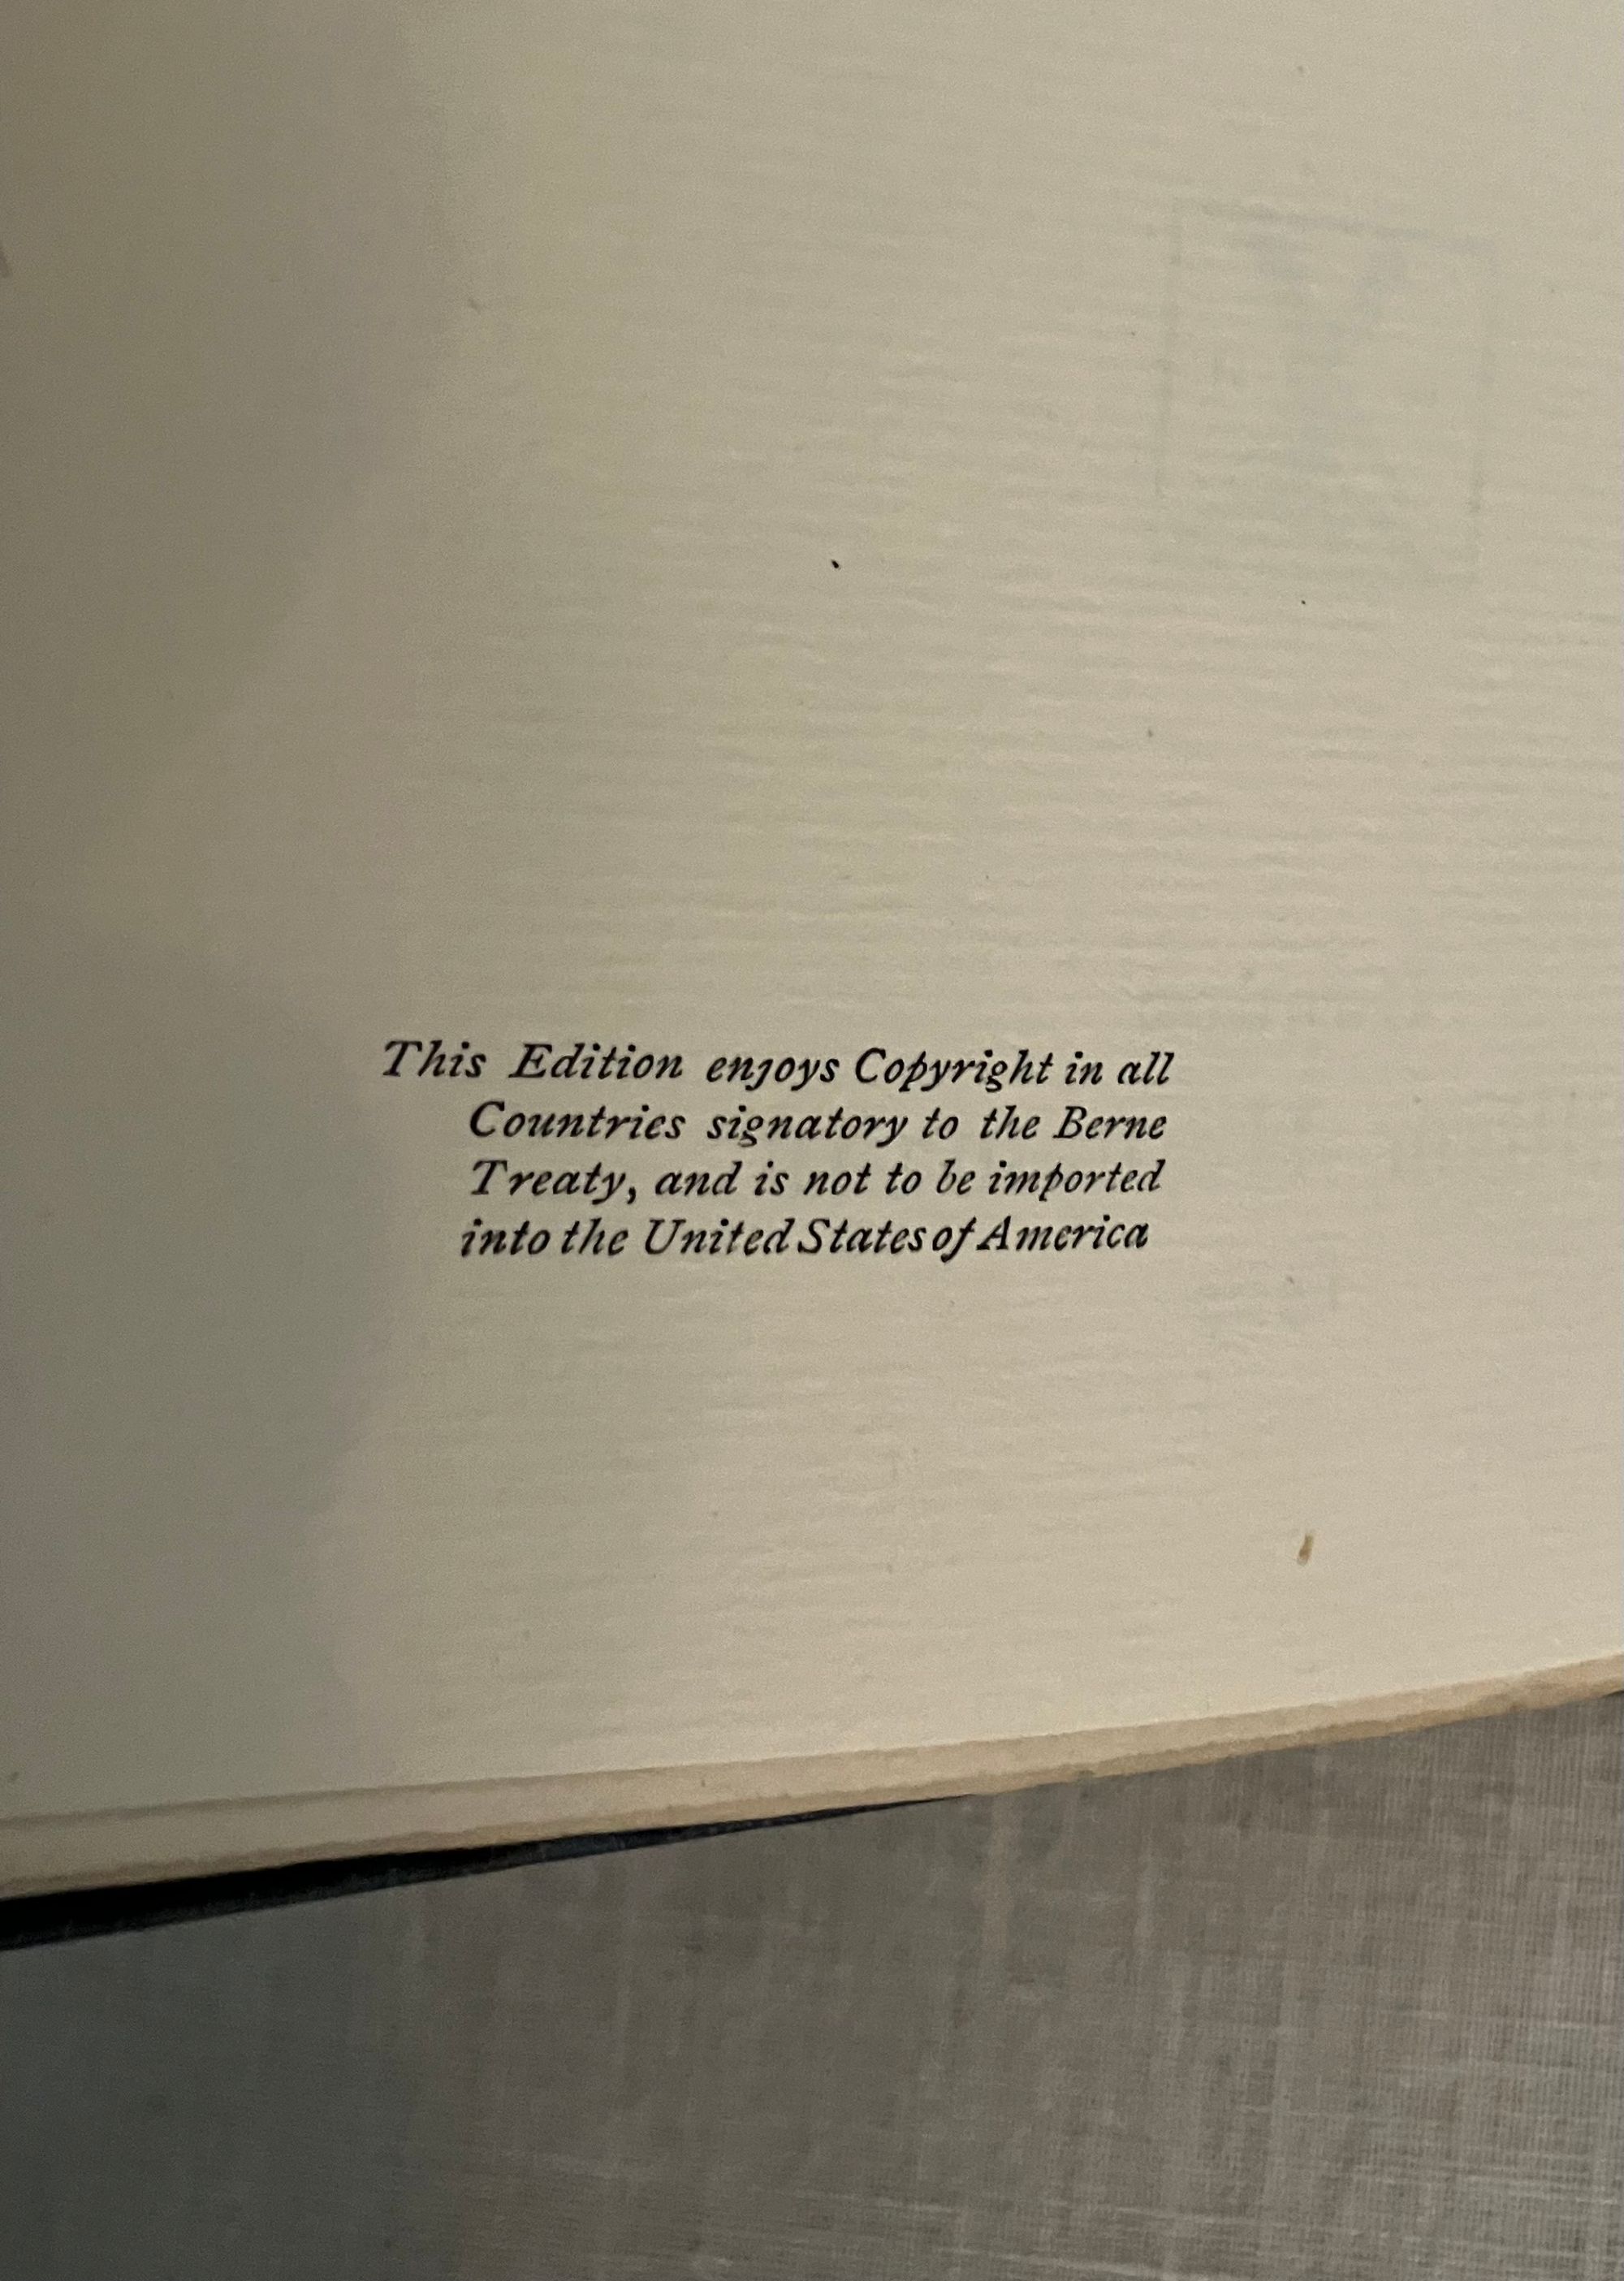 This Edition enjoys Copyright in all
Countries signatory to the Berne
Treaty, and is not to be imported
into the United States of America